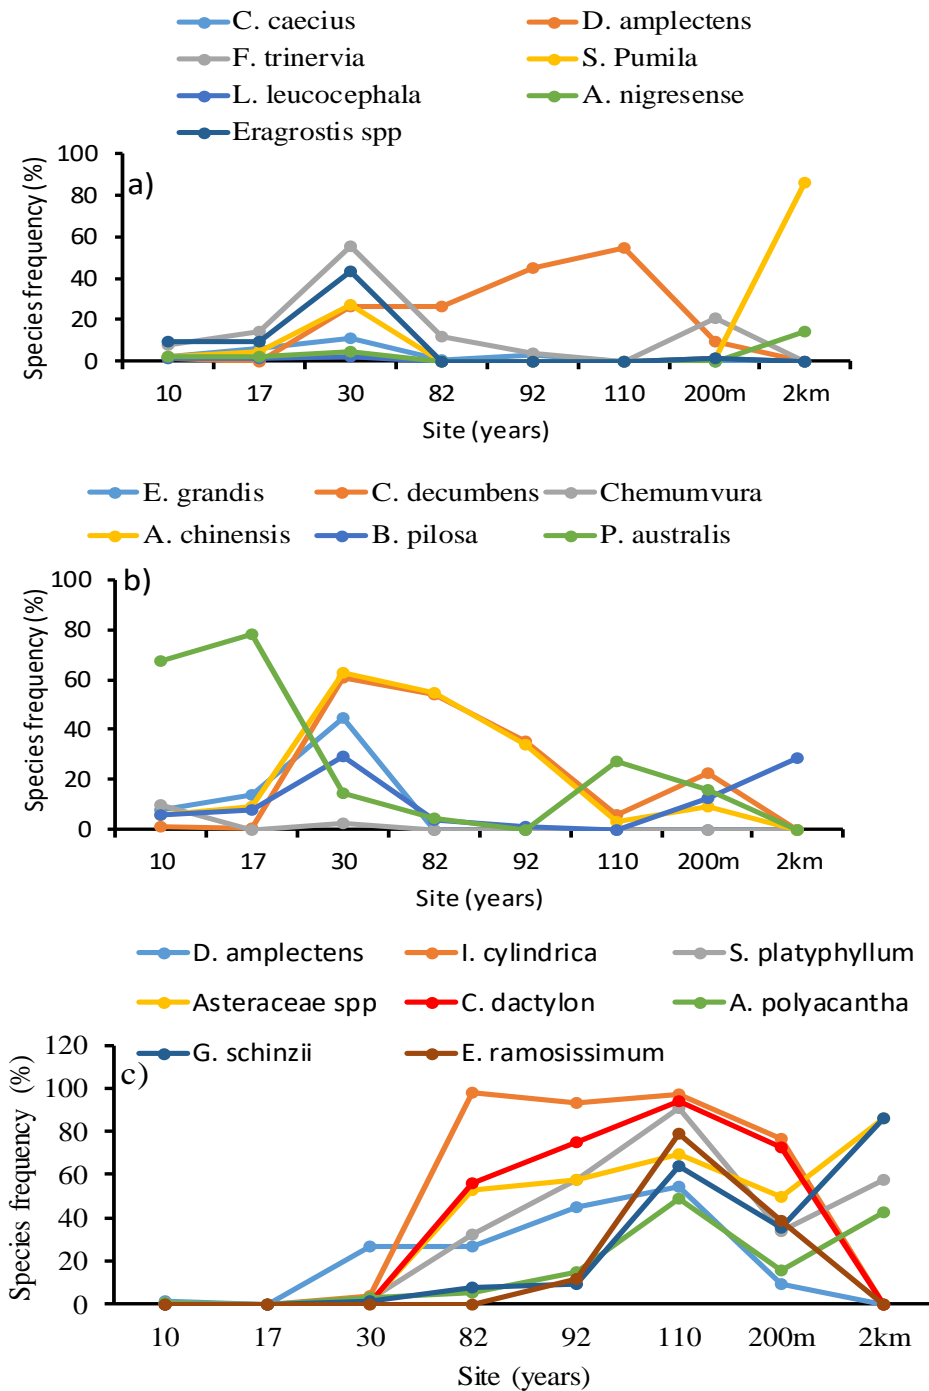 C. caecius D. amplectens
F. trinervia S. Pumila
L. leucocephala A. nigresense
Eragrostis spp
a)
Species frequency (%)
100
80
60
40
20
0
10 17 30 82 92 110 200m 2km
Site (years)
E. grandis C. decumbens Chemumvura
A. chinensis B. pilosa P. australis
b)
Species frequency (%)
100
80
60
40
20
0
10 17 30 82 92 110 200m 2km
Site (years)
D. amplectens I. cylindrica S. platyphyllum
Asteraceae spp C. dactylon A. polyacantha
G. schinzii E. ramosissimum
c)
Species frequency (%)
120
100
80
60
40
20
0
10 17 30 82 92 110 200m 2km
Site (years)